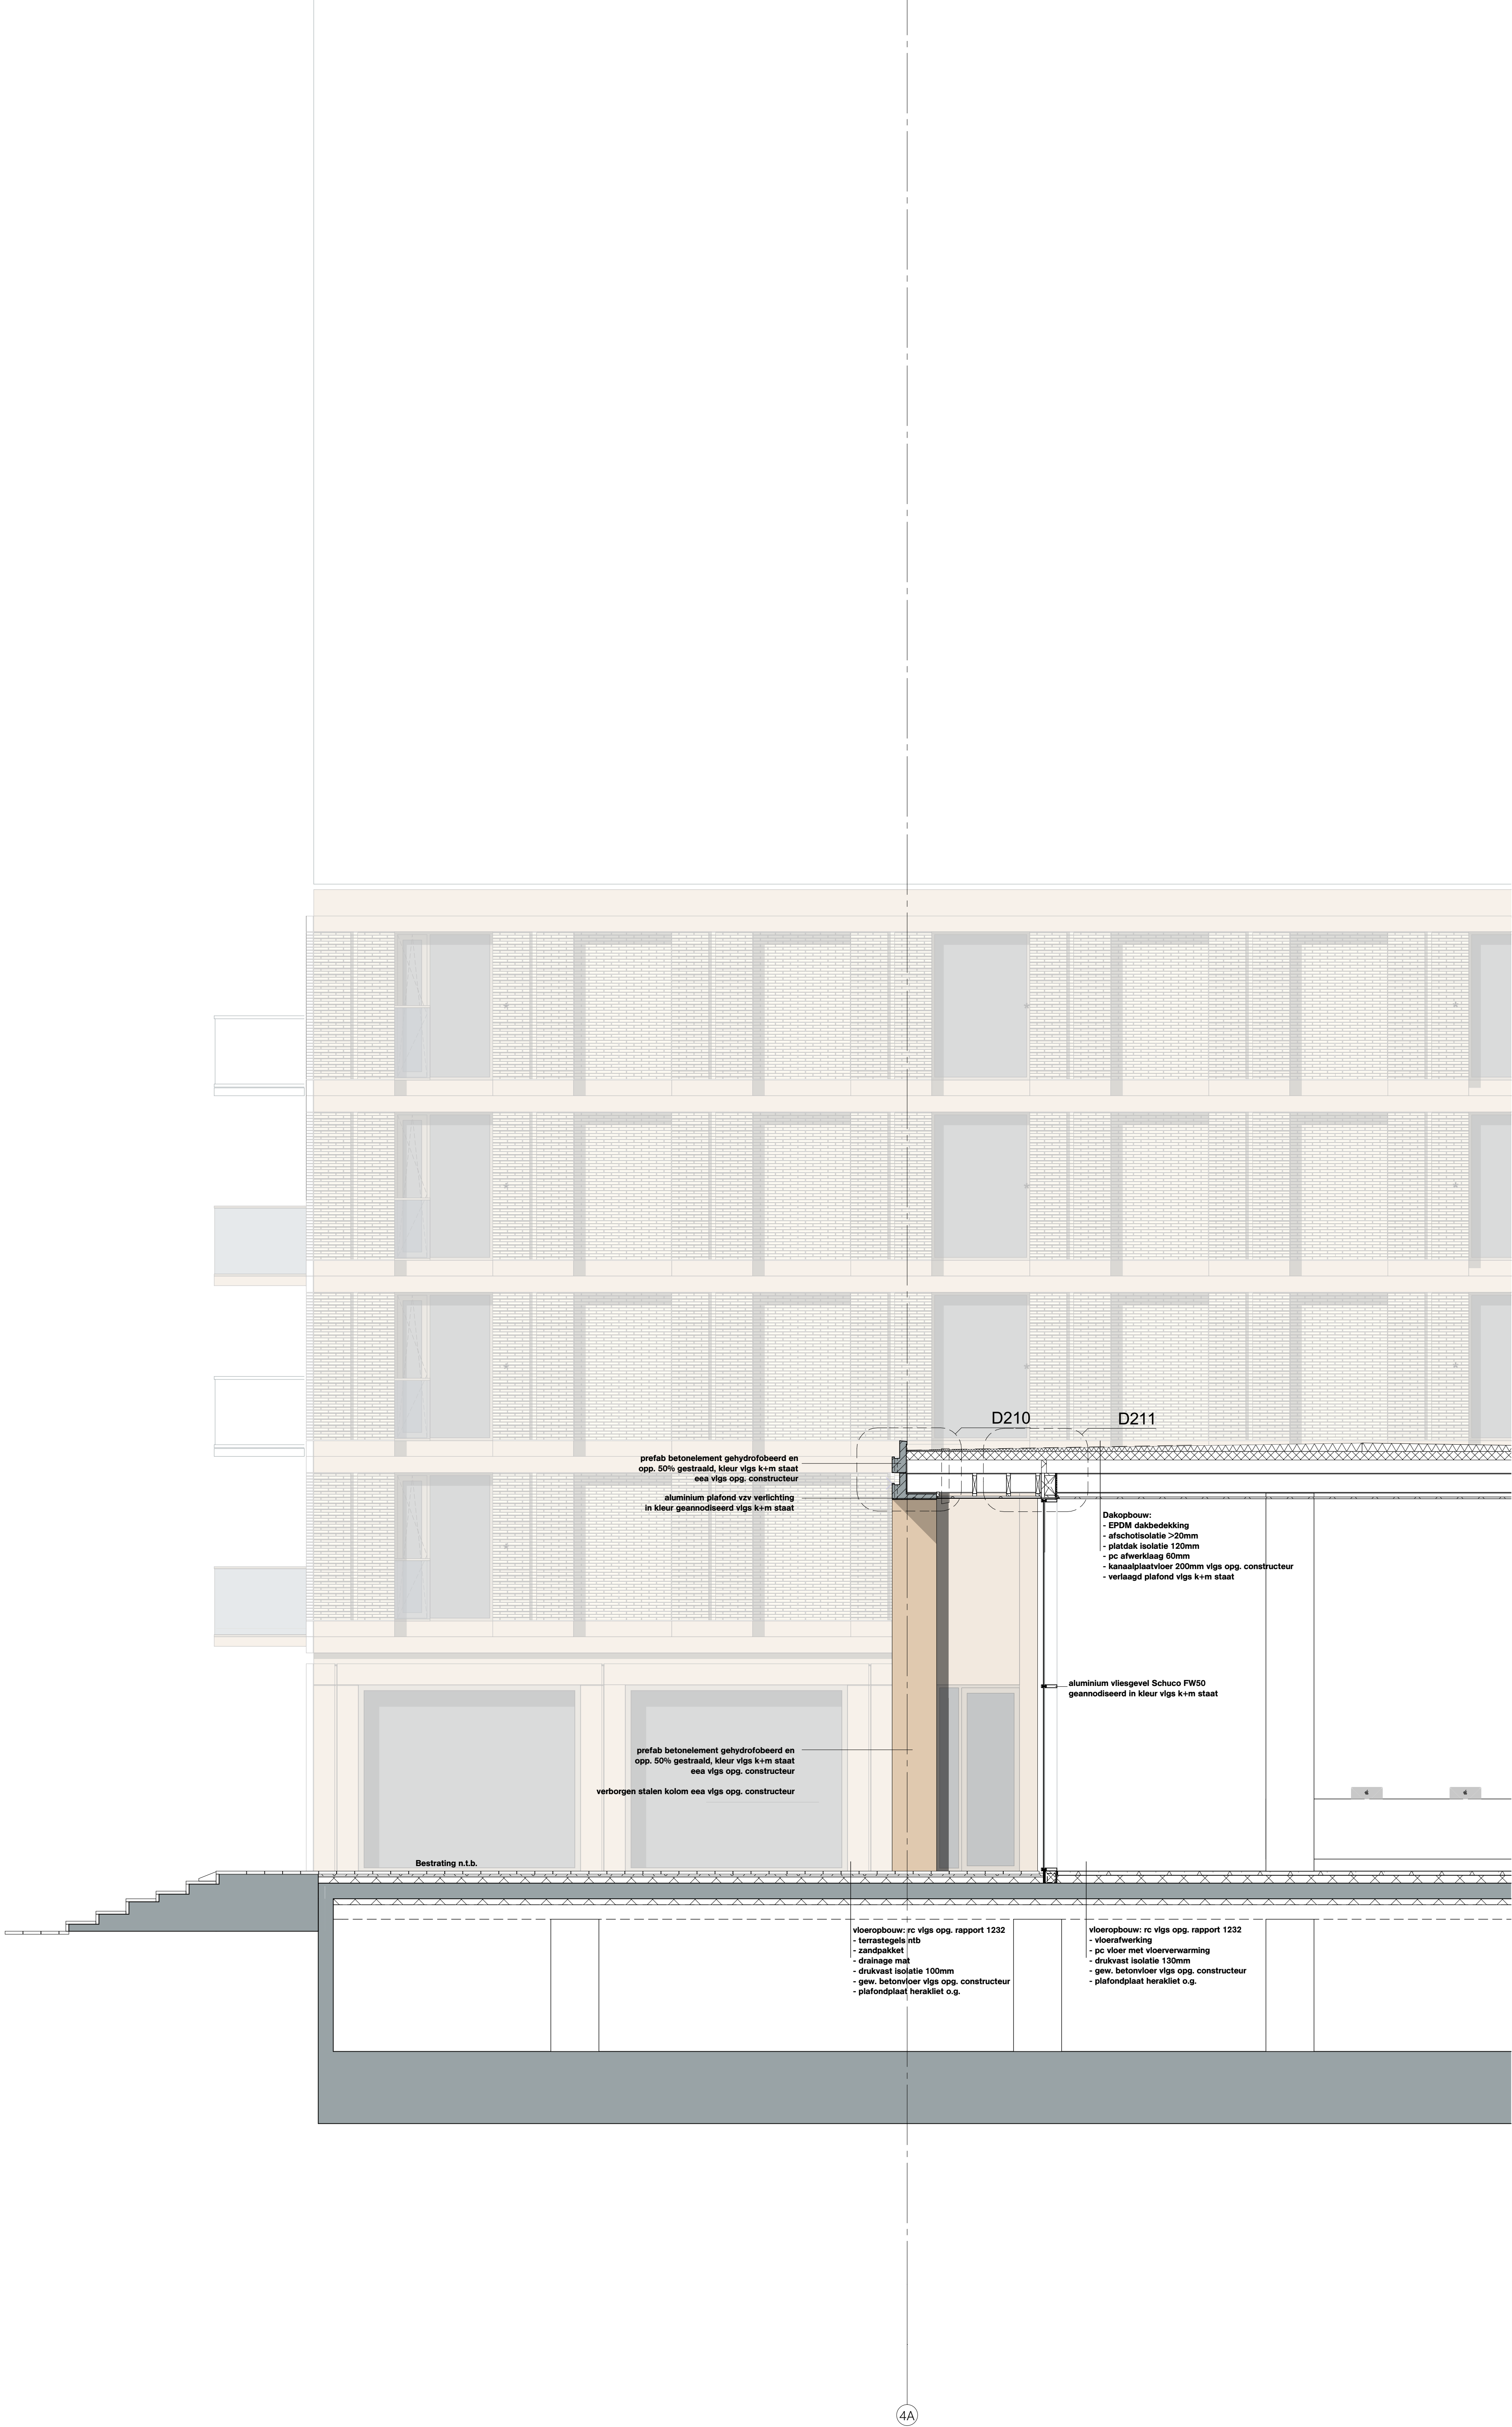 D210
D211
prefab betonelement gehydrofobeerd en
opp. 50% gestraald, kleur vlgs k+m staat
eea vlgs opg. constructeur
aluminium plafond vzv verlichting
in kleur geannodiseerd vlgs k+m staat
Dakopbouw:
- EPDM dakbedekking
- afschotisolatie >20mm
- platdak isolatie 120mm
- pc afwerklaag 60mm
- kanaalplaatvloer 200mm vlgs opg. constructeur
- verlaagd plafond vlgs k+m staat
aluminium vliesgevel Schuco FW50
geannodiseerd in kleur vlgs k+m staat
prefab betonelement gehydrofobeerd en
opp. 50% gestraald, kleur vlgs k+m staat
eea vlgs opg. constructeur
verborgen stalen kolom eea vlgs opg. constructeur
Bestrating n.t.b.
vloeropbouw: rc vlgs opg. rapport 1232
- terrastegels ntb
- zandpakket
- drainage mat
- drukvast isolatie 100mm
- gew. betonvloer vlgs opg. constructeur
- plafondplaat herakliet o.g.
vloeropbouw: rc vlgs opg. rapport 1232
- vloerafwerking
- pc vloer met vloerverwarming
- drukvast isolatie 130mm
- gew. betonvloer vlgs opg. constructeur
- plafondplaat herakliet o.g.
4A